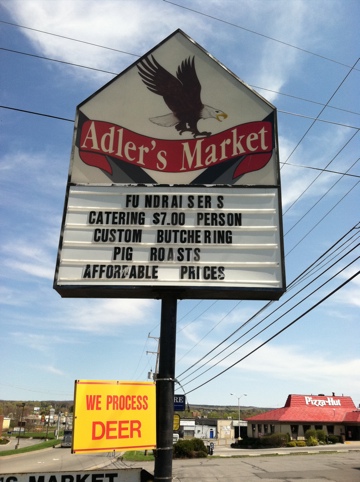 Adler's Market
FUNDRAISERS
CATERING $7.00 PERSON
CUSTOM BUTCHERING
PIG ROASTS
AFFORDABLE PRICES
WE PROCESS
DEER
Pizza Hut
MARKET